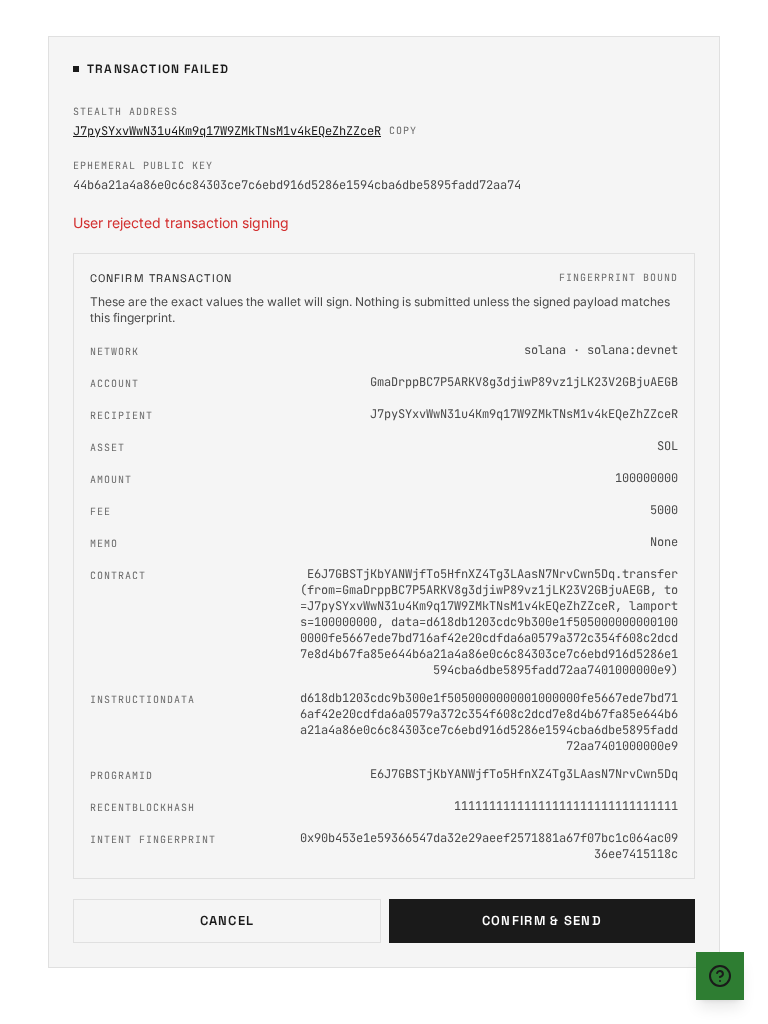 TRANSACTION FAILED
STEALTH ADDRESS
J7pySYxvWwN31u4Km9q17W9ZMkTNsM1v4kEQeZhZZceR COPY
EPHEMERAL PUBLIC KEY
44b6a21a4a86e0c6c84303ce7c6ebd916d5286e1594cba6dbe5895fadd72aa74
User rejected transaction signing
CONFIRM TRANSACTION FINGERPRINT BOUND
These are the exact values the wallet will sign. Nothing is submitted unless the signed payload matches
this fingerprint.
NETWORK solana · solana:devnet
ACCOUNT GmaDrppBC7P5ARKV8g3djiwP89vz1jLK23V2GBjuAEGB
RECIPIENT J7pySYxvWwN31u4Km9q17W9ZMkTNsM1v4kEQeZhZZceR
ASSET SOL
AMOUNT 100000000
FEE 5000
MEMO None
CONTRACT E6J7GBSTjKbYANWjfTo5HfnXZ4Tg3LAasN7NrvCwn5Dq.transfer
(from=GmaDrppBC7P5ARKV8g3djiwP89vz1jLK23V2GBjuAEGB, to
=J7pySYxvWwN31u4Km9q17W9ZMkTNsM1v4kEQeZhZZceR, lamport
s=100000000, data=d618db1203cdc9b300e1f505000000000100
0000fe5667ede7bd716af42e20cdfda6a0579a372c354f608c2dcd
7e8d4b67fa85e644b6a21a4a86e0c6c84303ce7c6ebd916d5286e1
594cba6dbe5895fadd72aa7401000000e9)
INSTRUCTIONDATA d618db1203cdc9b300e1f5050000000001000000fe5667ede7bd71
6af42e20cdfda6a0579a372c354f608c2dcd7e8d4b67fa85e644b6
a21a4a86e0c6c84303ce7c6ebd916d5286e1594cba6dbe5895fadd
72aa7401000000e9
PROGRAMID E6J7GBSTjKbYANWjfTo5HfnXZ4Tg3LAasN7NrvCwn5Dq
RECENTBLOCKHASH 11111111111111111111111111111111
INTENT FINGERPRINT 0x90b453e1e59366547da32e29aeef2571881a67f07bc1c064ac09
36ee7415118c
CANCEL CONFIRM & SEND